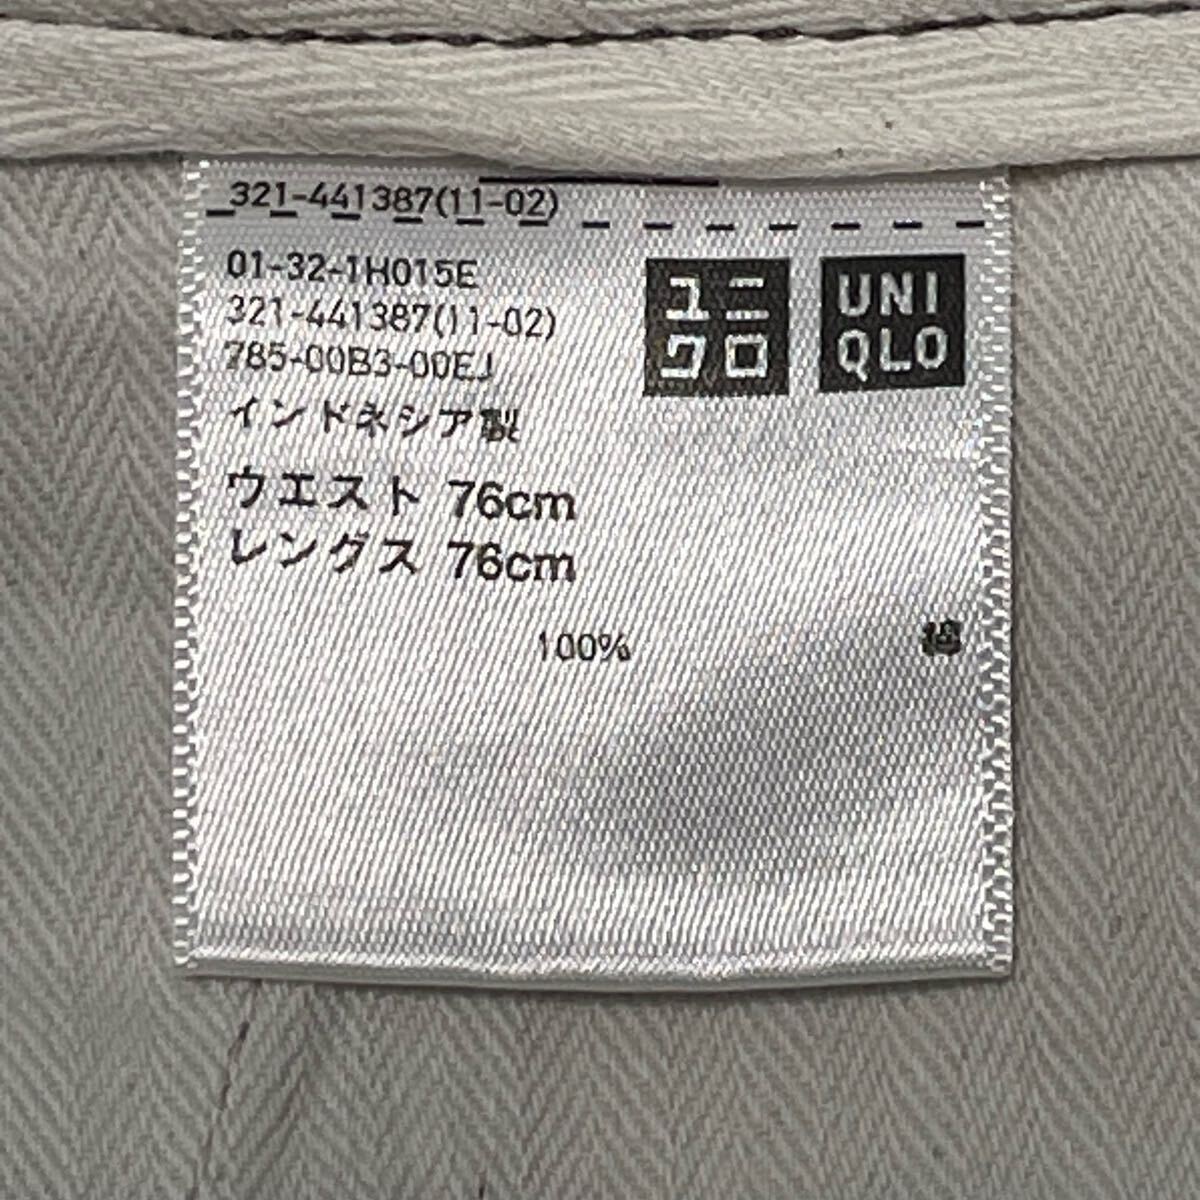 321-441387(11-02)
01-32-1H015E
321-441387(11-02)
785-00B3-00EJ
インドネシア製
ウエスト 76cm
レングス 76cm
100% 綿
ユニ
クロ
UNI
QLO